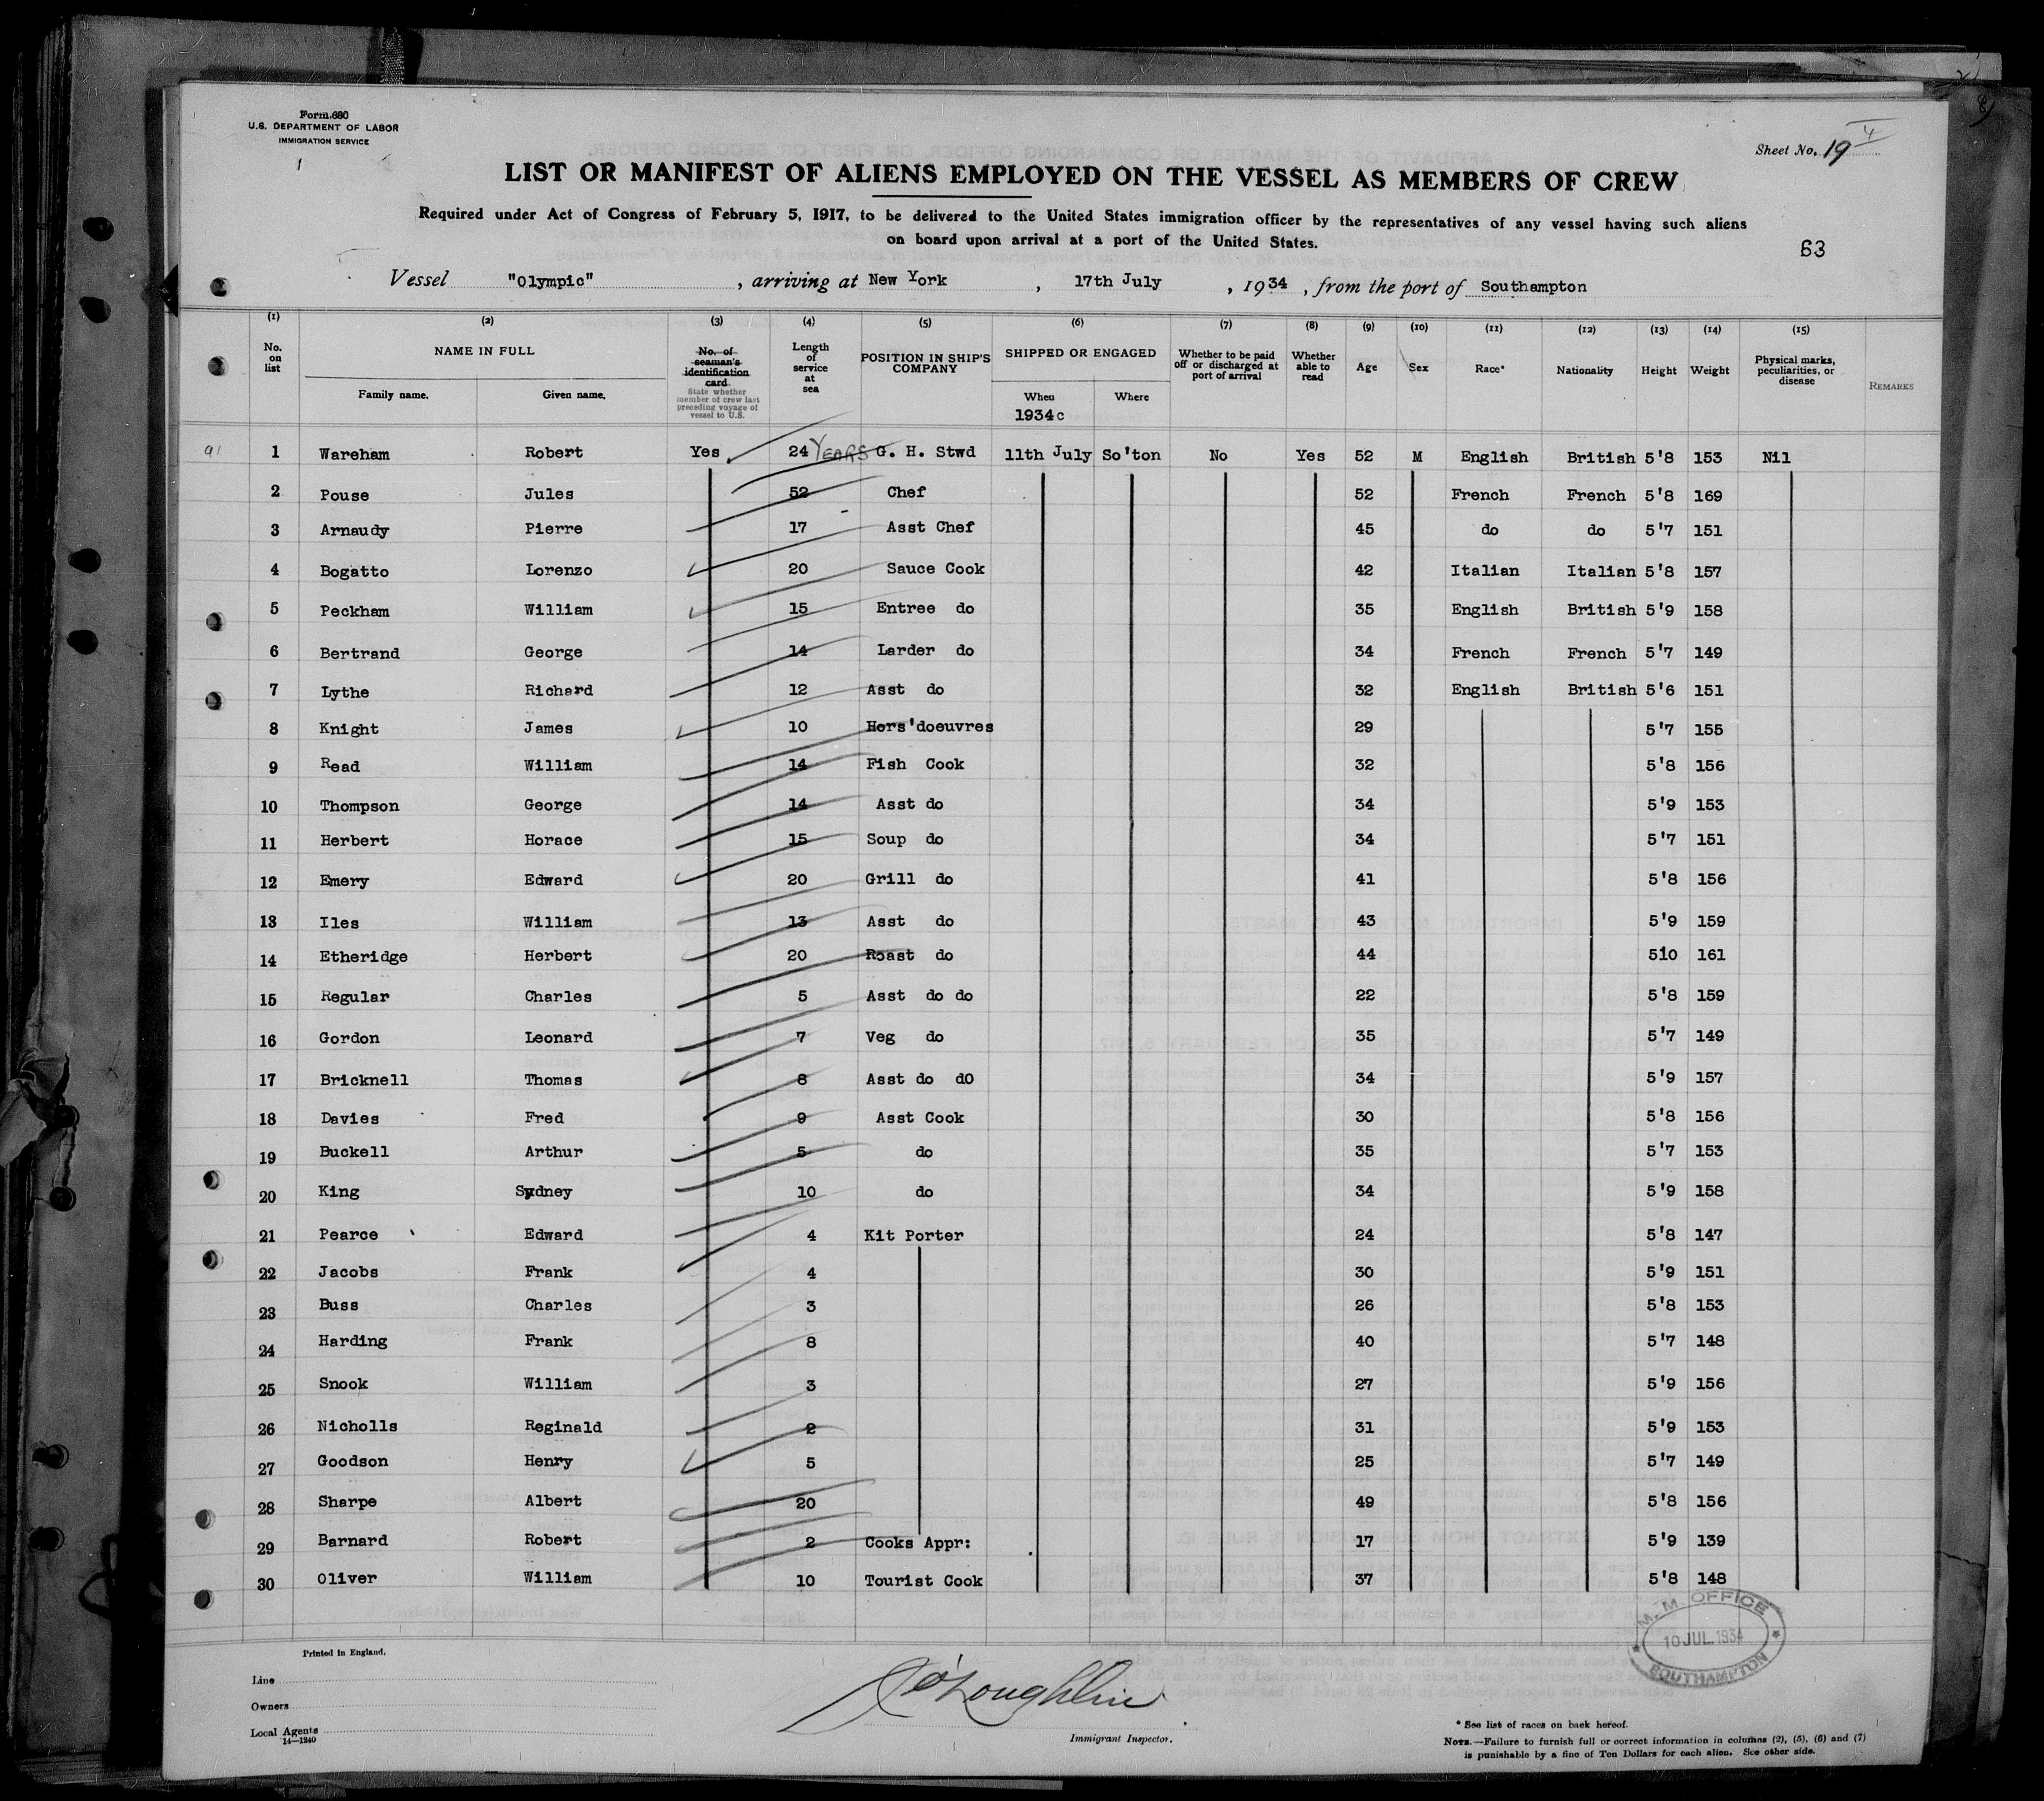 Form 680
U.S. DEPARTMENT OF LABOR
IMMIGRATION SERVICE
1
Sheet No. 19
LIST OR MANIFEST OF ALIENS EMPLOYED ON THE VESSEL AS MEMBERS OF CREW
Required under Act of Congress of February 5, 1917, to be delivered to the United States immigration officer by the representatives of any vessel having such aliens
on board upon arrival at a port of the United States.
63
Vessel "Olympic" , arriving at New York , 17th July , 1934 , from the port of Southampton
(1) (2) (3) (4) (5) (6) (7) (8) (9) (10) (11) (12) (13) (14) (15)
No. on list NAME IN FULL Family name. Given name. No. of seaman's identification card State whether member of crew last preceding voyage of vessel to U.S. Length of service at sea POSITION IN SHIP'S COMPANY SHIPPED OR ENGAGED When 1934c Where Whether to be paid off or discharged at port of arrival Whether able to read Age Sex Race* Nationality Height Weight Physical marks, peculiarities, or disease REMARKS
91 1 Wareham Robert Yes 24 YEARS G. H. Stwd 11th July So'ton No Yes 52 M English British 5'8 153 Nil
2 Pouse Jules 52 Chef 52 French French 5'8 169
3 Arnaudy Pierre 17 Asst Chef 45 do do 5'7 151
4 Bogatto Lorenzo 20 Sauce Cook 42 Italian Italian 5'8 157
5 Peckham William 15 Entree do 35 English British 5'9 158
6 Bertrand George 14 Larder do 34 French French 5'7 149
7 Lythe Richard 12 Asst do 32 English British 5'6 151
8 Knight James 10 Hors'doeuvres 29 5'7 155
9 Read William 14 Fish Cook 32 5'8 156
10 Thompson George 14 Asst do 34 5'9 153
11 Herbert Horace 15 Soup do 34 5'7 151
12 Emery Edward 20 Grill do 41 5'8 156
13 Iles William 13 Asst do 43 5'9 159
14 Etheridge Herbert 20 Roast do 44 510 161
15 Regular Charles 5 Asst do do 22 5'8 159
16 Gordon Leonard 7 Veg do 35 5'7 149
17 Bricknell Thomas 8 Asst do dO 34 5'9 157
18 Davies Fred 9 Asst Cook 30 5'8 156
19 Buckell Arthur 5 do 35 5'7 153
20 King Sydney 10 do 34 5'9 158
21 Pearce Edward 4 Kit Porter 24 5'8 147
22 Jacobs Frank 4 30 5'9 151
23 Buss Charles 3 26 5'8 153
24 Harding Frank 8 40 5'7 148
25 Snook William 3 27 5'9 156
26 Nicholls Reginald 2 31 5'9 153
27 Goodson Henry 5 25 5'7 149
28 Sharpe Albert 20 49 5'8 156
29 Barnard Robert 2 Cooks Appr: 17 5'9 139
30 Oliver William 10 Tourist Cook 37 5'8 148
M. M. OFFICE
10 JUL. 1934
SOUTHAMPTON
Printed in England.
Line
Owners
Local Agents
14—1240
O'Loughlin
Immigrant Inspector.
* See list of races on back hereof.
NOTE.—Failure to furnish full or correct information in columns (2), (5), (6) and (7)
is punishable by a fine of Ten Dollars for each alien. See other side.